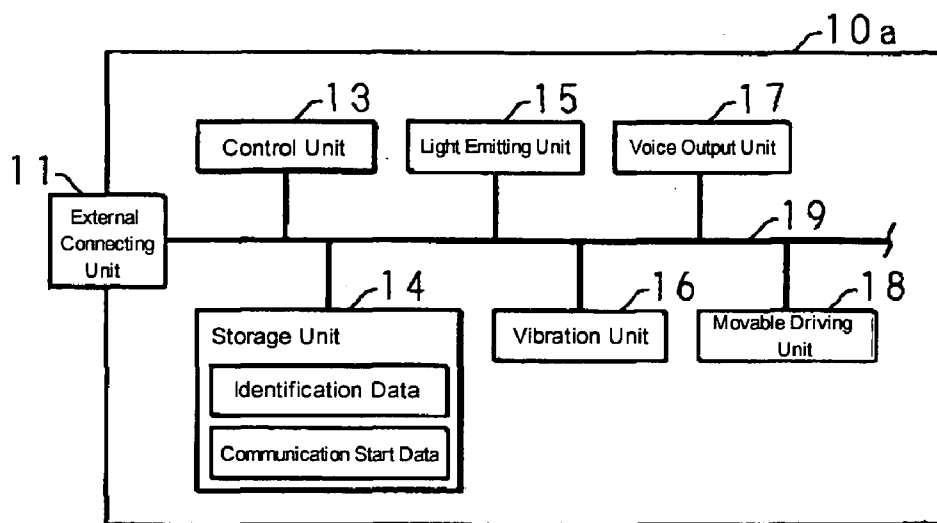 10a
13
15
17
Control Unit
Light Emitting Unit
Voice Output Unit
11
External
Connecting
Unit
19
14
16
18
Storage Unit
Vibration Unit
Movable Driving
Unit
Identification Data
Communication Start Data